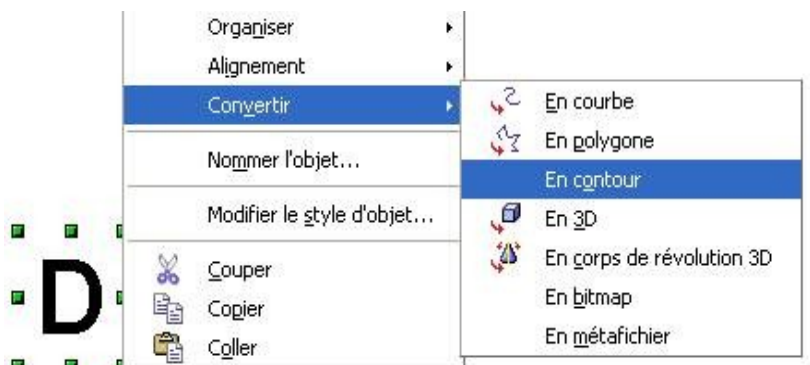 Organiser
Alignement
Convertir
Nommer l'objet...
Modifier le style d'objet...
Couper
Copier
Coller
En courbe
En polygone
En contour
En 3D
En corps de révolution 3D
En bitmap
En métafichier
D